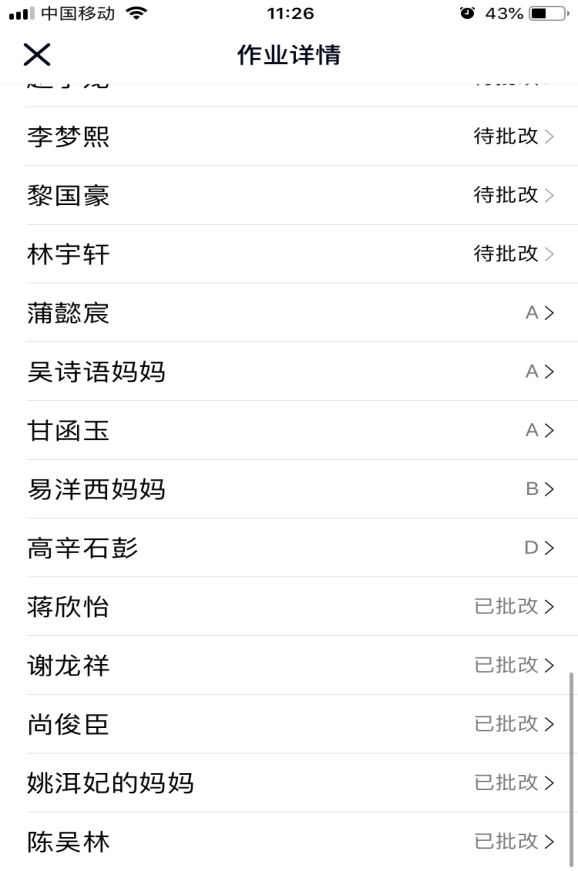 中国移动 11:26 43%
作业详情
李梦熙 待批改
黎国豪 待批改
林宇轩 待批改
蒲懿宸 A
吴诗语妈妈 A
甘函玉 A
易洋西妈妈 B
高辛石彭 D
蒋欣怡 已批改
谢龙祥 已批改
尚俊臣 已批改
姚洱妃的妈妈 已批改
陈吴林 已批改